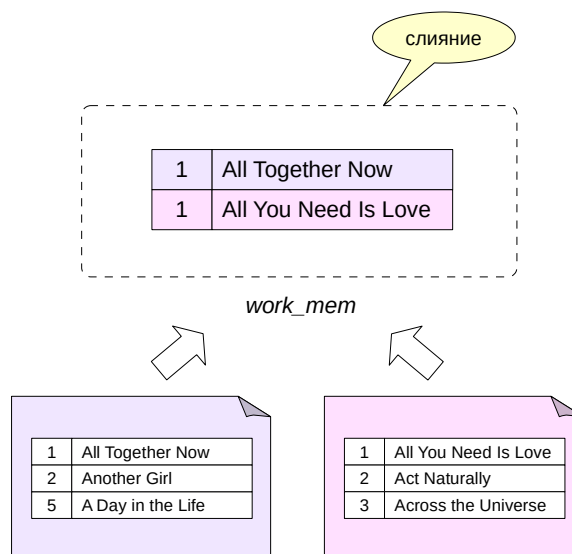 слияние
1 All Together Now
1 All You Need Is Love
work_mem
1 All Together Now
2 Another Girl
5 A Day in the Life
1 All You Need Is Love
2 Act Naturally
3 Across the Universe